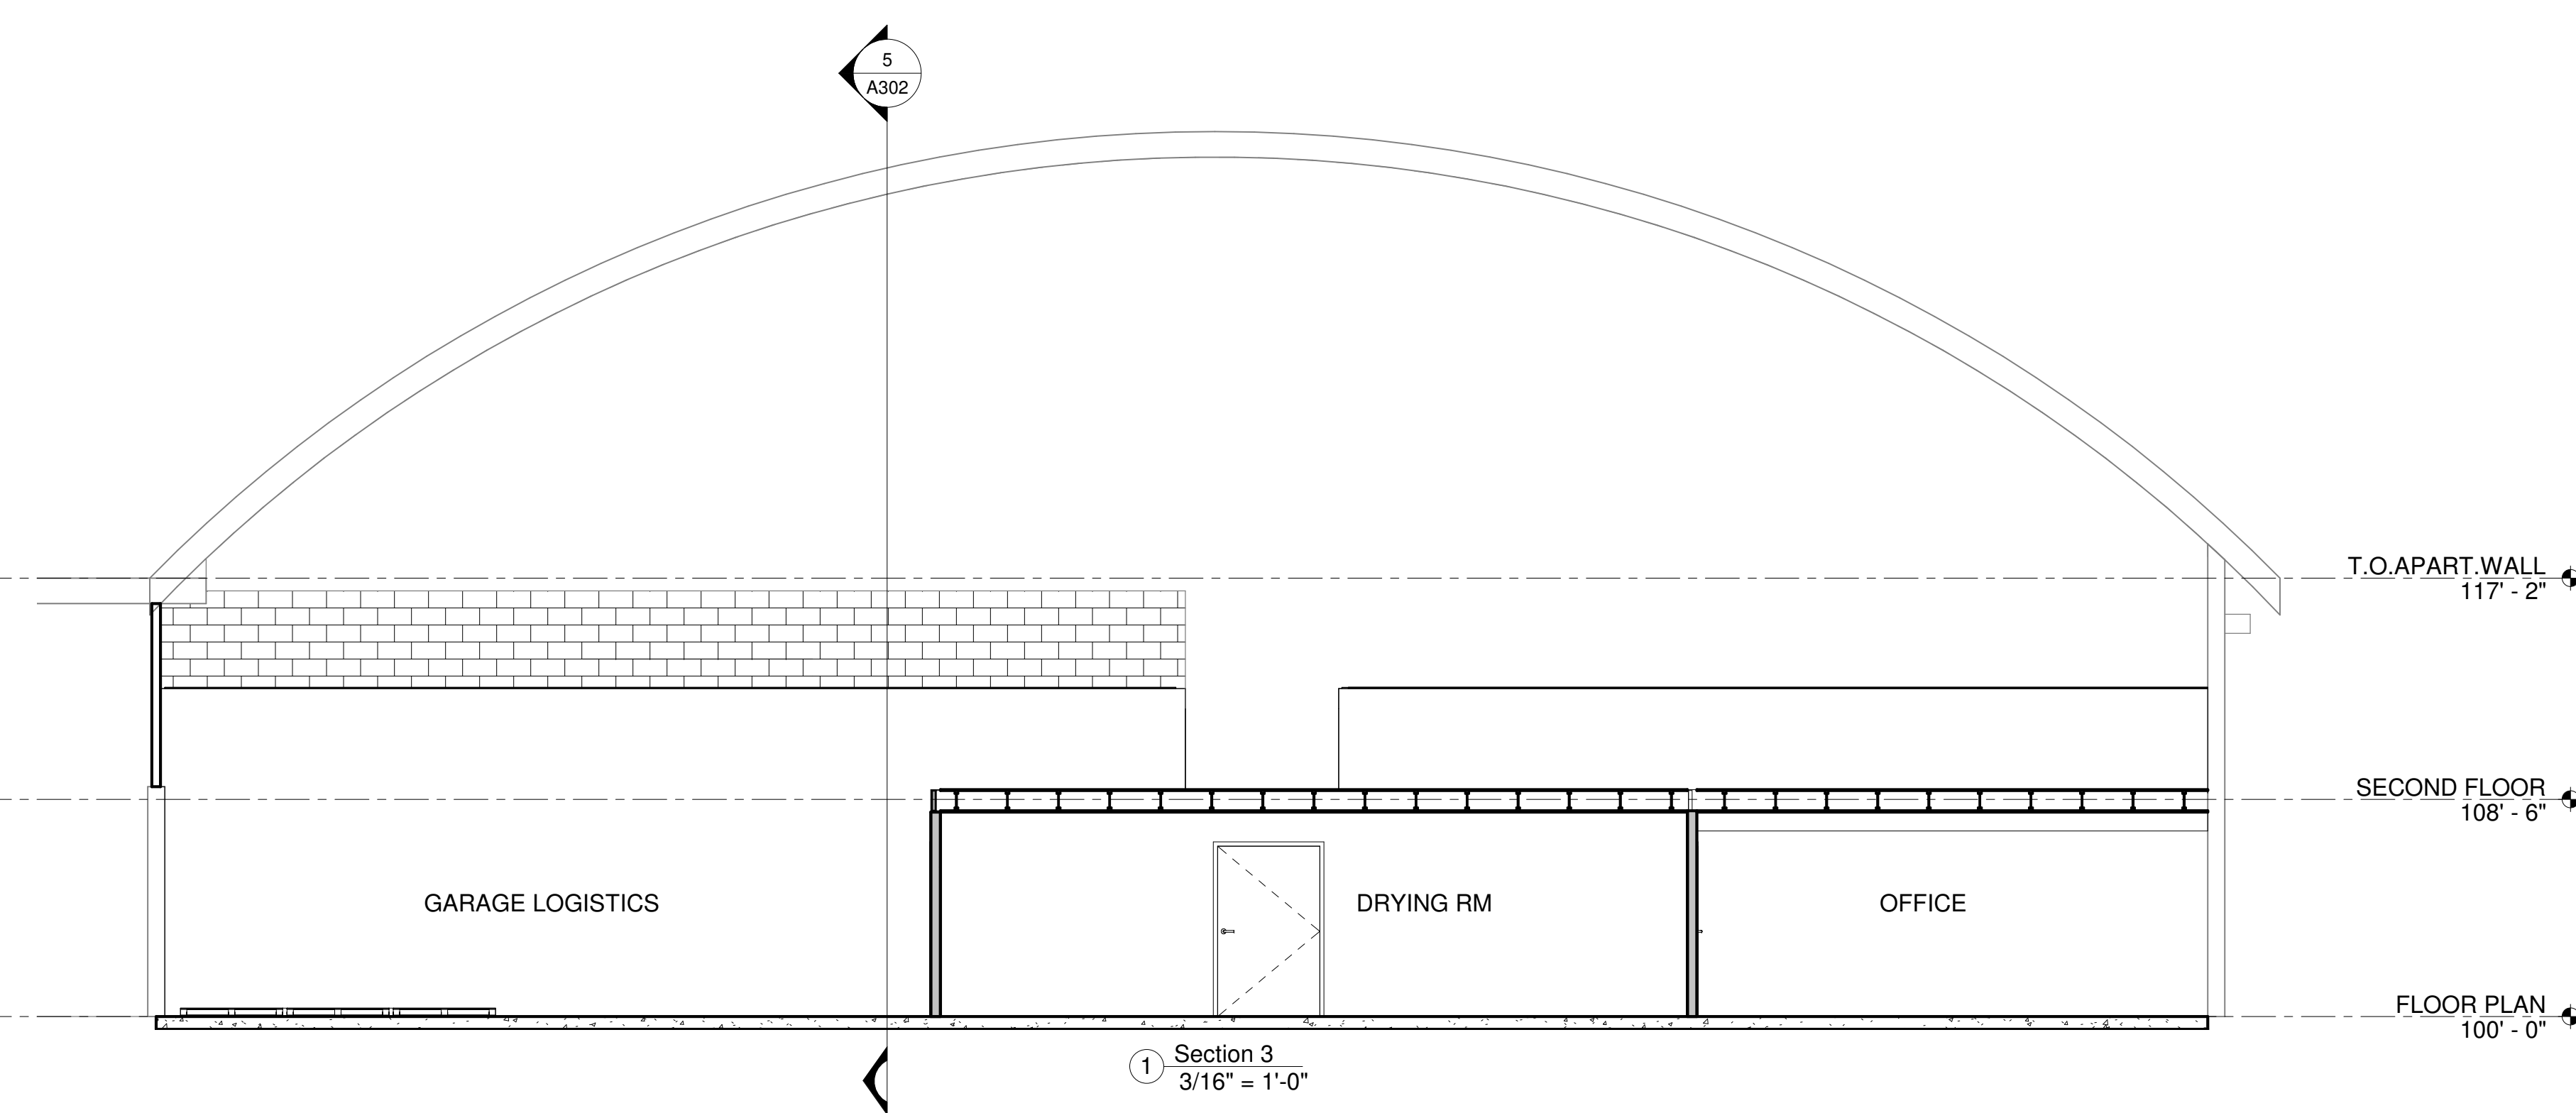 5
A302
T.O.APART.WALL
117' - 2"
SECOND FLOOR
108' - 6"
GARAGE LOGISTICS
DRYING RM
OFFICE
FLOOR PLAN
100' - 0"
1
Section 3
3/16" = 1'-0"